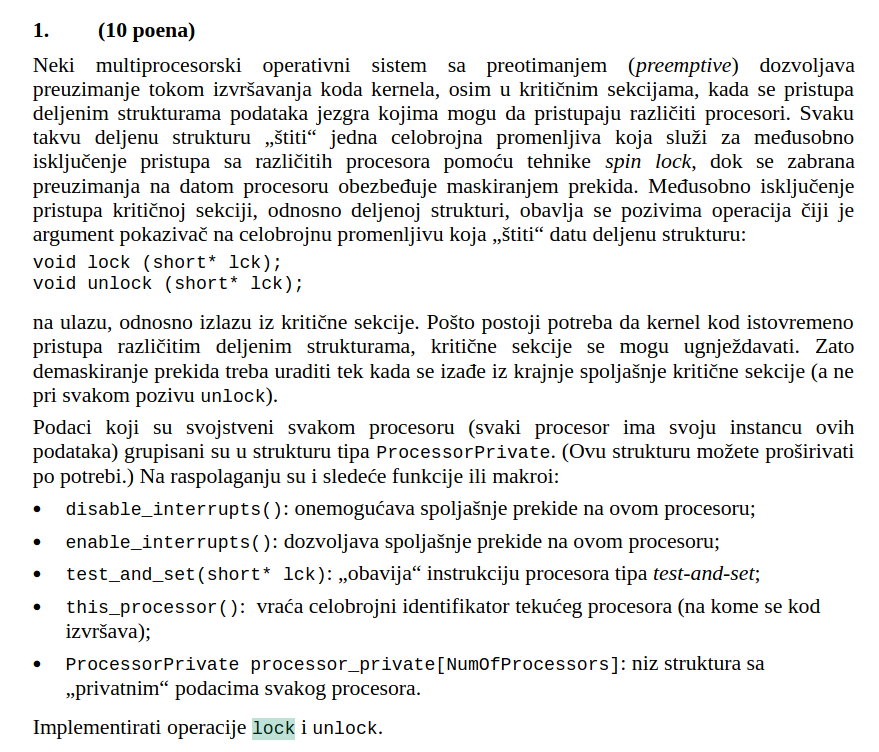 1. (10 poena)
Neki multiprocesorski operativni sistem sa preotimanjem (preemptive) dozvoljava
preuzimanje tokom izvršavanja koda kernela, osim u kritičnim sekcijama, kada se pristupa
deljenim strukturama podataka jezgra kojima mogu da pristupaju različiti procesori. Svaku
takvu deljenu strukturu „štiti“ jedna celobrojna promenljiva koja služi za međusobno
isključenje pristupa sa različitih procesora pomoću tehnike spin lock, dok se zabrana
preuzimanja na datom procesoru obezbeđuje maskiranjem prekida. Međusobno isključenje
pristupa kritičnoj sekciji, odnosno deljenoj strukturi, obavlja se pozivima operacija čiji je
argument pokazivač na celobrojnu promenljivu koja „štiti“ datu deljenu strukturu:
void lock (short* lck);
void unlock (short* lck);
na ulazu, odnosno izlazu iz kritične sekcije. Pošto postoji potreba da kernel kod istovremeno
pristupa različitim deljenim strukturama, kritične sekcije se mogu ugnježdavati. Zato
demaskiranje prekida treba uraditi tek kada se izađe iz krajnje spoljašnje kritične sekcije (a ne
pri svakom pozivu unlock).
Podaci koji su svojstveni svakom procesoru (svaki procesor ima svoju instancu ovih
podataka) grupisani su u strukturu tipa ProcessorPrivate. (Ovu strukturu možete proširivati
po potrebi.) Na raspolaganju su i sledeće funkcije ili makroi:
• disable_interrupts(): onemogućava spoljašnje prekide na ovom procesoru;
• enable_interrupts(): dozvoljava spoljašnje prekide na ovom procesoru;
• test_and_set(short* lck): „obavija“ instrukciju procesora tipa test-and-set;
• this_processor(): vraća celobrojni identifikator tekućeg procesora (na kome se kod
izvršava);
• ProcessorPrivate processor_private[NumOfProcessors]: niz struktura sa
„privatnim“ podacima svakog procesora.
Implementirati operacije lock i unlock.